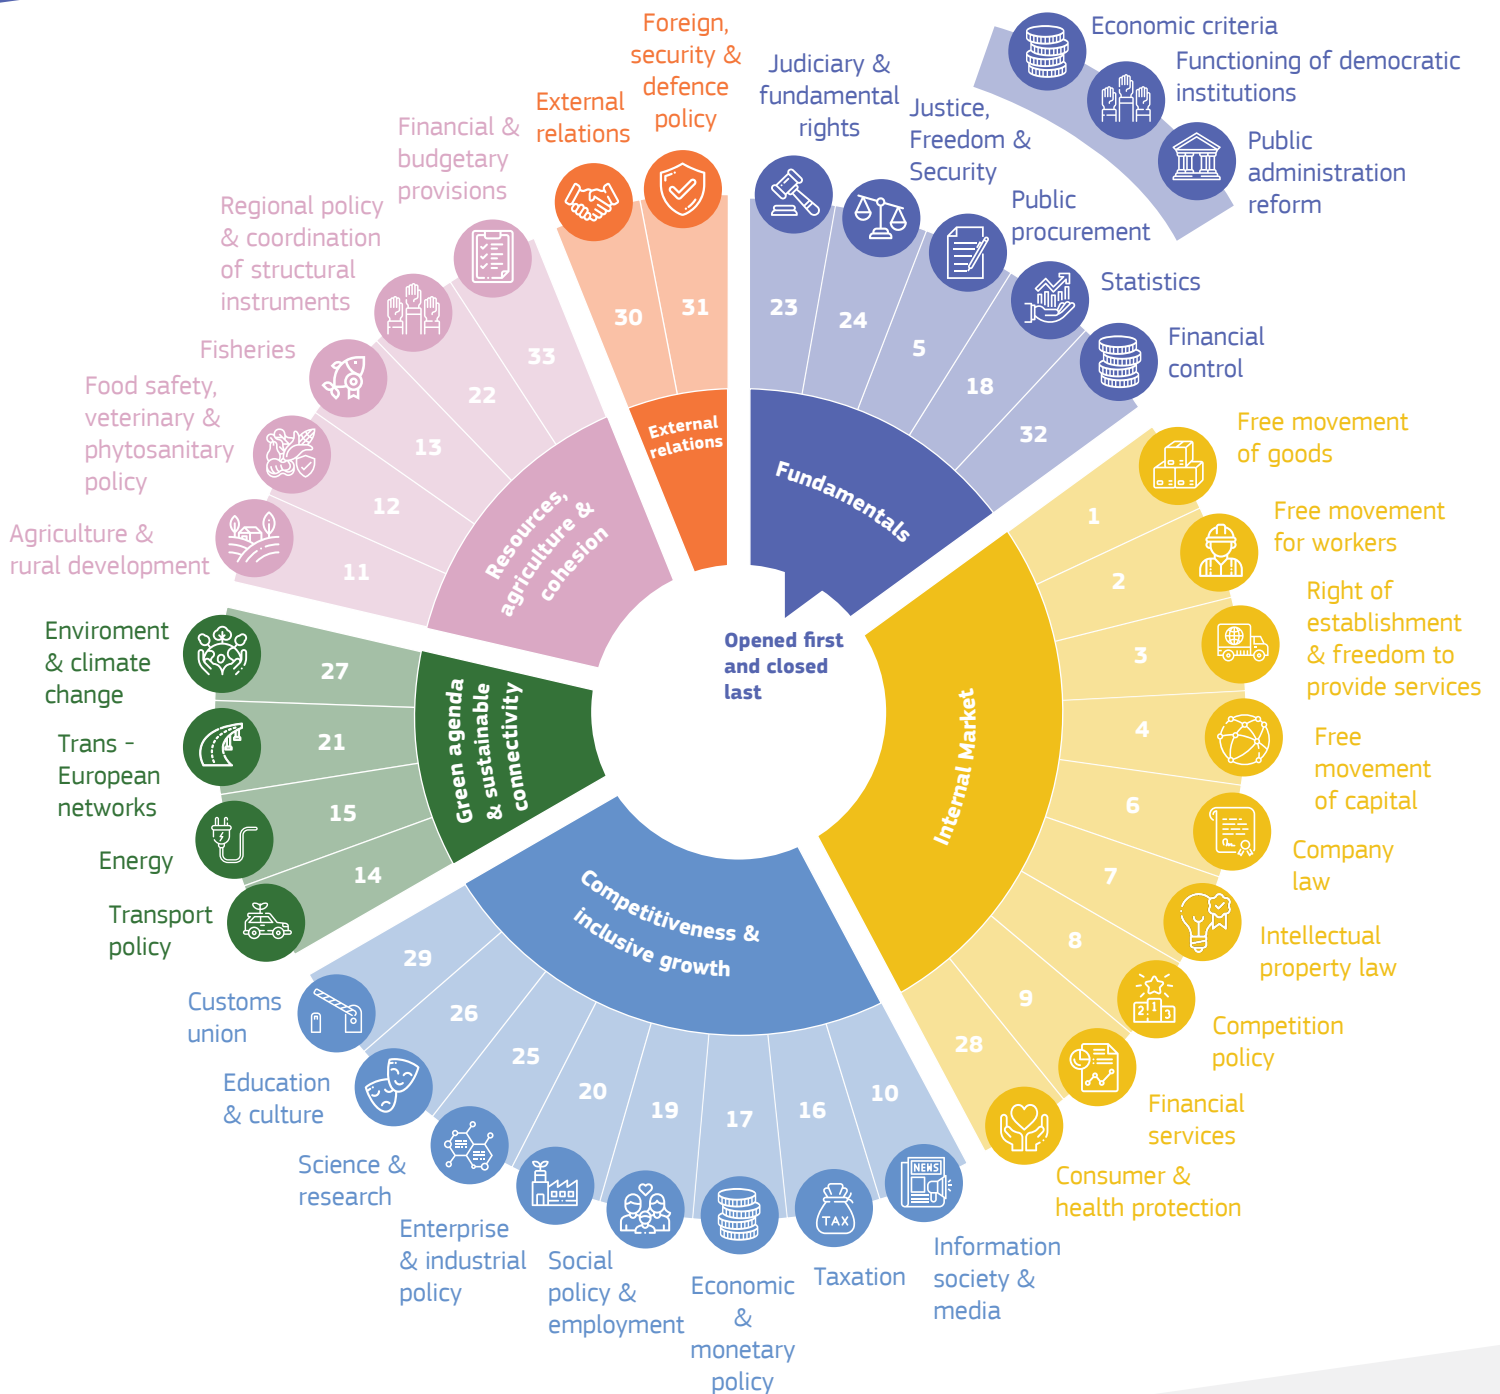 Foreign,
security &
defence
policy
External
relations
Financial &
budgetary
provisions
Regional policy
& coordination
of structural
instruments
Fisheries
Food safety,
veterinary &
phytosanitary
policy
Agriculture &
rural development
Enviroment
& climate
change
Trans -
European
networks
Energy
Transport
policy
Customs
union
Education
& culture
Science &
research
Enterprise
& industrial
policy
Social
policy &
employment
Economic
&
monetary
policy
Taxation
Information
society &
media
Judiciary &
fundamental
rights
Justice,
Freedom &
Security
Public
procurement
Statistics
Financial
control
Economic criteria
Functioning of democratic
institutions
Public
administration
reform
Free movement
of goods
Free movement
for workers
Right of
establishment
& freedom to
provide services
Free
movement
of capital
Company
law
Intellectual
property law
Competition
policy
Financial
services
Consumer &
health protection
30
31
23
24
5
18
32
1
2
3
4
6
7
8
9
28
10
16
17
19
20
25
26
29
14
15
21
27
11
12
13
22
33
External
relations
Fundamentals
Internal Market
Competitiveness &
inclusive growth
Green agenda
& sustainable
connectivity
Resources,
agriculture &
cohesion
Opened first
and closed
last
NEWS
TAX
2 1 3